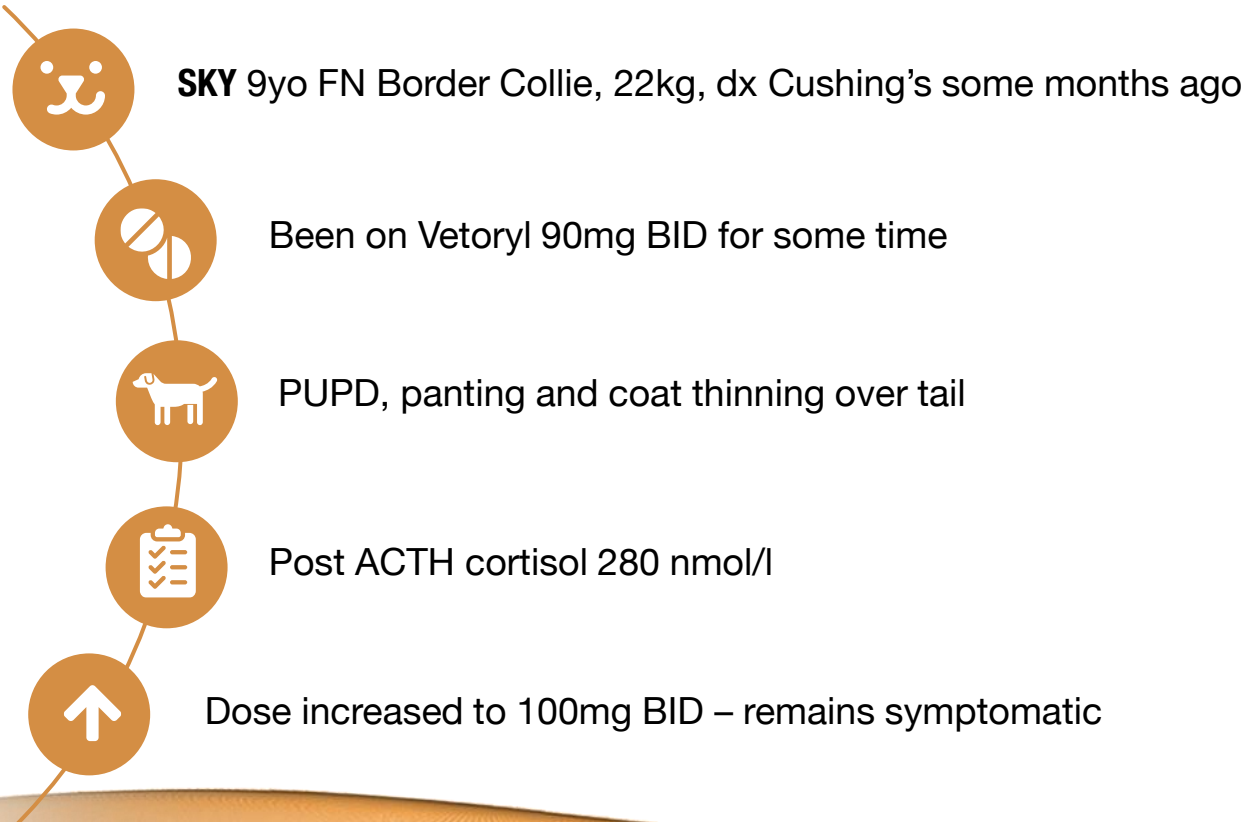 SKY 9yo FN Border Collie, 22kg, dx Cushing’s some months ago
Been on Vetoryl 90mg BID for some time
PUPD, panting and coat thinning over tail
Post ACTH cortisol 280 nmol/l
Dose increased to 100mg BID – remains symptomatic